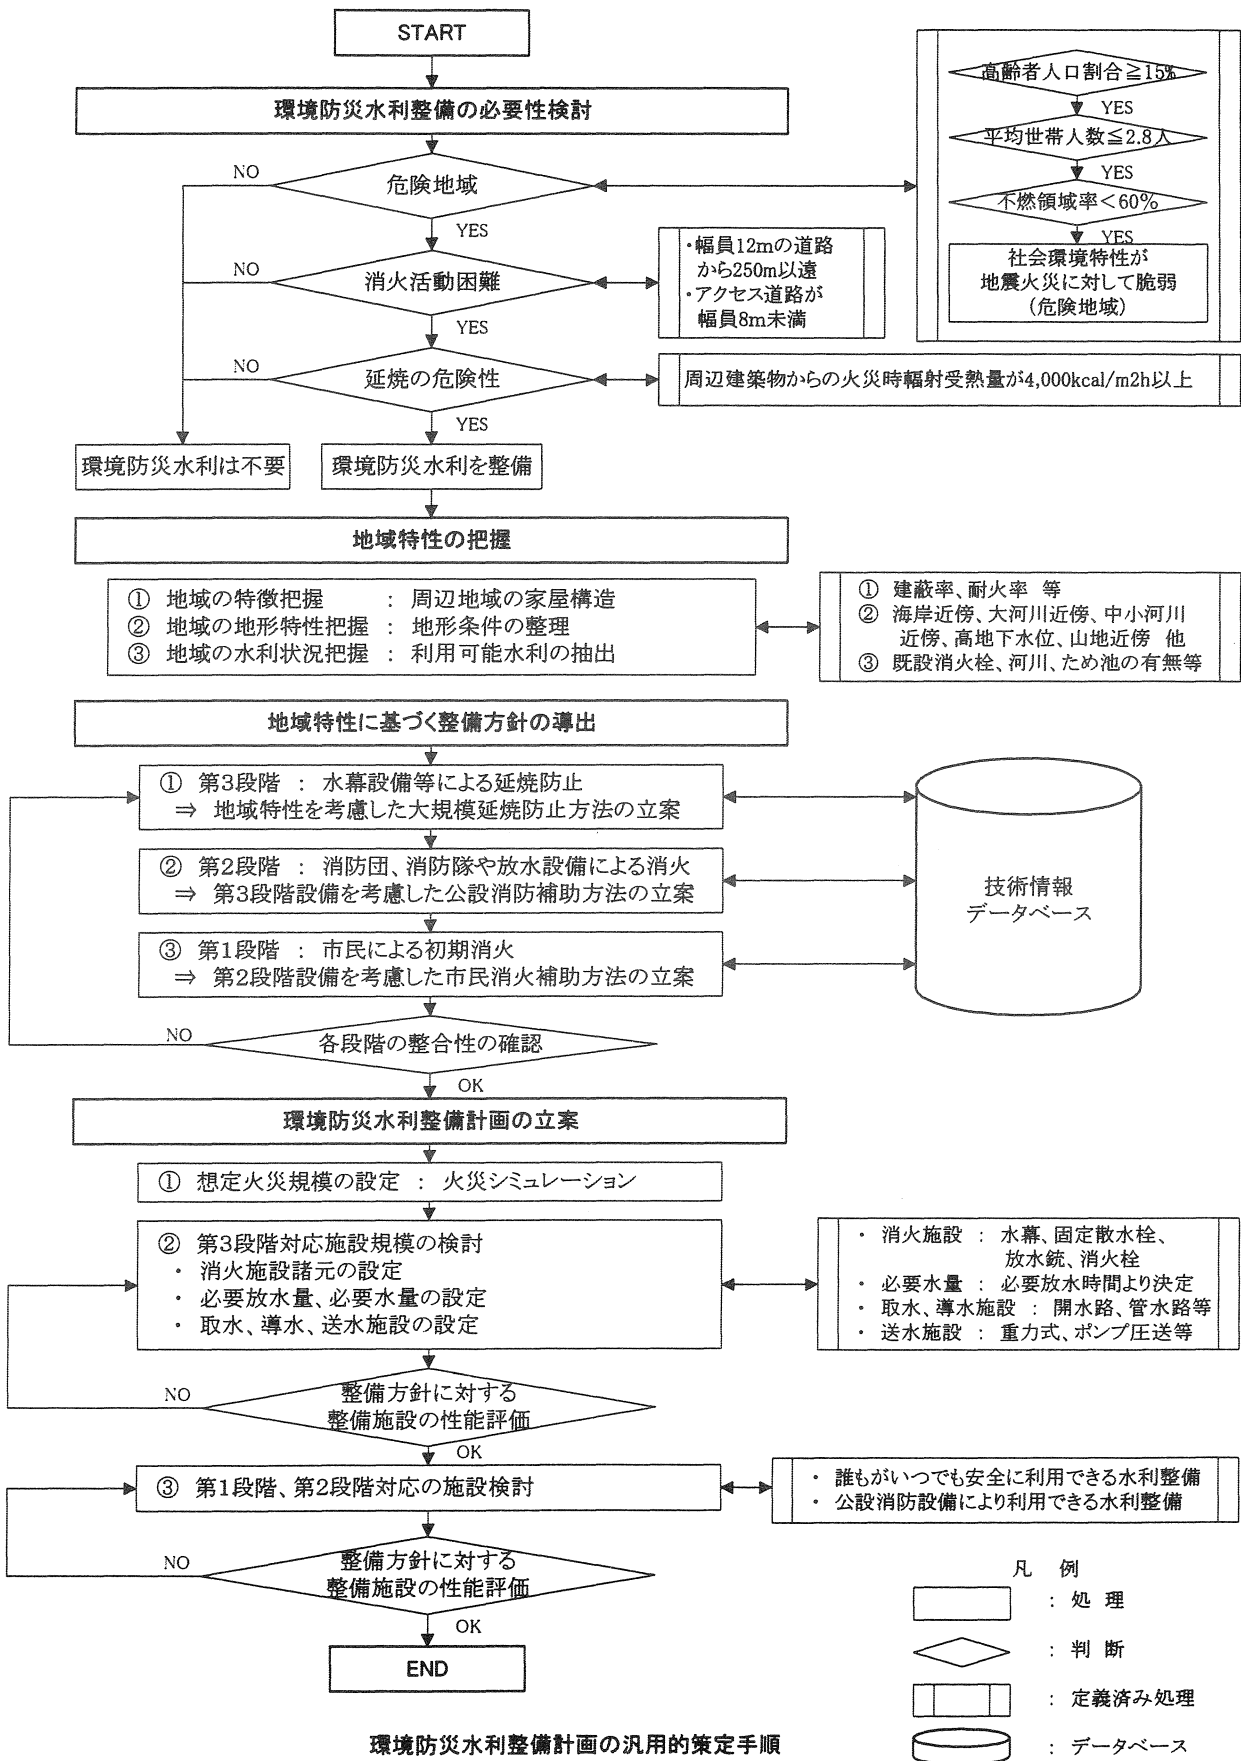 START
環境防災水利整備の必要性検討
高齢者人口割合≧15%
YES
平均世帯人数≦2.8人
YES
不燃領域率<60%
YES
社会環境特性が
地震火災に対して脆弱
(危険地域)
NO
危険地域
YES
・幅員12mの道路
から250m以遠
・アクセス道路が
幅員8m未満
NO
消火活動困難
YES
NO
延焼の危険性
周辺建築物からの火災時輻射受熱量が4,000kcal/m2h以上
YES
環境防災水利は不要
環境防災水利を整備
地域特性の把握
① 地域の特徴把握 : 周辺地域の家屋構造
② 地域の地形特性把握 : 地形条件の整理
③ 地域の水利状況把握 : 利用可能水利の抽出
① 建蔽率、耐火率 等
② 海岸近傍、大河川近傍、中小河川
近傍、高地下水位、山地近傍 他
③ 既設消火栓、河川、ため池の有無等
地域特性に基づく整備方針の導出
① 第3段階 : 水幕設備等による延焼防止
⇒ 地域特性を考慮した大規模延焼防止方法の立案
② 第2段階 : 消防団、消防隊や放水設備による消火
⇒ 第3段階設備を考慮した公設消防補助方法の立案
③ 第1段階 : 市民による初期消火
⇒ 第2段階設備を考慮した市民消火補助方法の立案
技術情報
データベース
NO
各段階の整合性の確認
OK
環境防災水利整備計画の立案
① 想定火災規模の設定 : 火災シミュレーション
② 第3段階対応施設規模の検討
・ 消火施設諸元の設定
・ 必要放水量、必要水量の設定
・ 取水、導水、送水施設の設定
・ 消火施設 : 水幕、固定散水栓、
放水銃、消火栓
・ 必要水量 : 必要放水時間より決定
・ 取水、導水施設 : 開水路、管水路等
・ 送水施設 : 重力式、ポンプ圧送等
NO
整備方針に対する
整備施設の性能評価
OK
③ 第1段階、第2段階対応の施設検討
・ 誰もがいつでも安全に利用できる水利整備
・ 公設消防設備により利用できる水利整備
NO
整備方針に対する
整備施設の性能評価
OK
END
凡 例
: 処 理
: 判 断
: 定義済み処理
: データベース
環境防災水利整備計画の汎用的策定手順